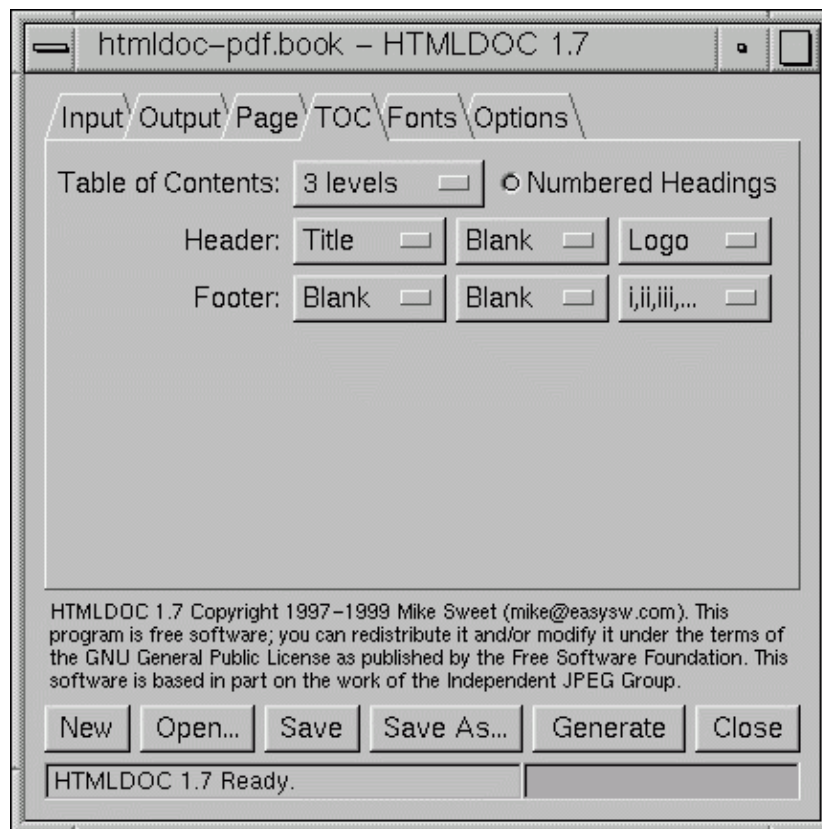 htmldoc-pdf.book – HTMLDOC 1.7
Input Output Page TOC Fonts Options
Table of Contents: 3 levels Numbered Headings
Header: Title Blank Logo
Footer: Blank Blank i,ii,iii,...
HTMLDOC 1.7 Copyright 1997-1999 Mike Sweet (mike@easysw.com). This
program is free software; you can redistribute it and/or modify it under the terms of
the GNU General Public License as published by the Free Software Foundation. This
software is based in part on the work of the Independent JPEG Group.
New Open... Save Save As... Generate Close
HTMLDOC 1.7 Ready.